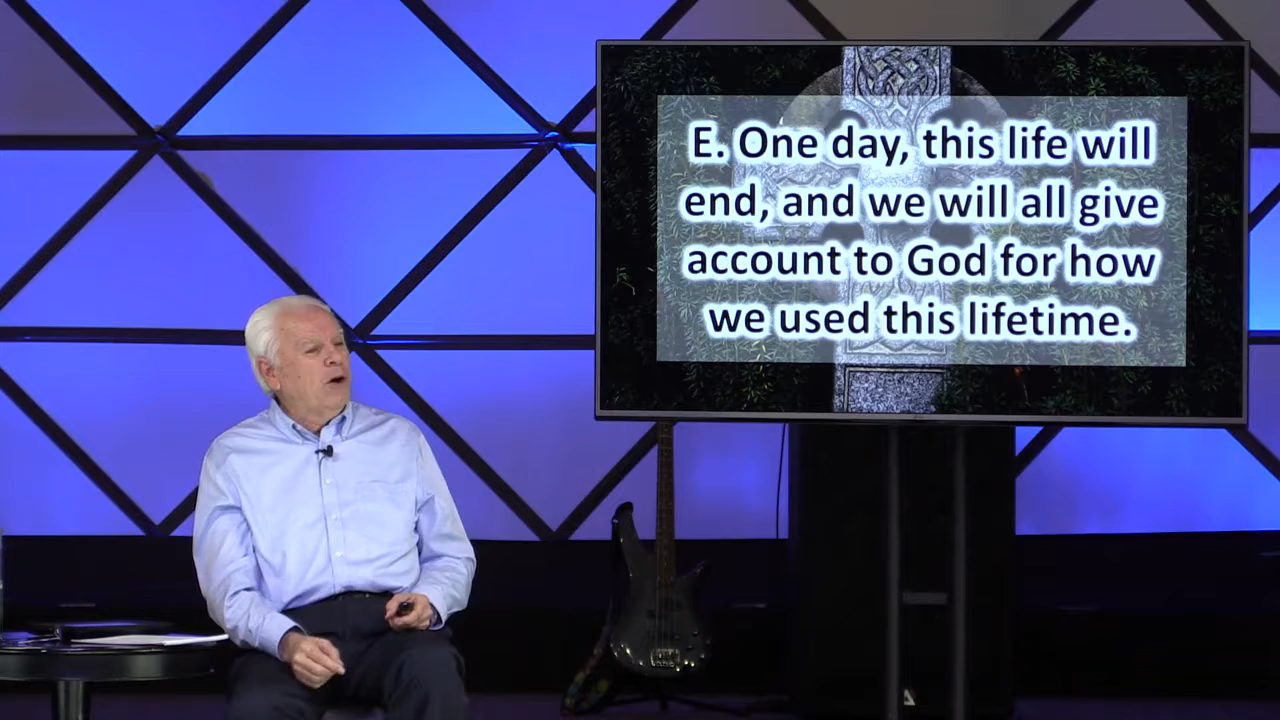 E. One day, this life will
end, and we will all give
account to God for how
we used this lifetime.